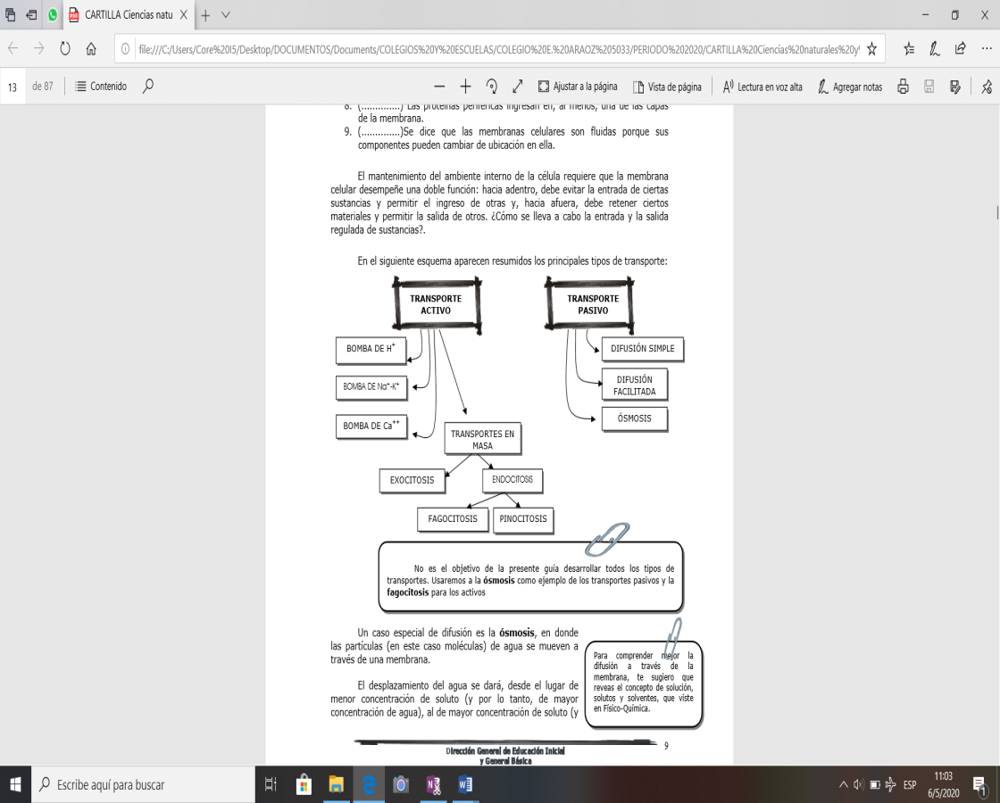 CARTILLA Ciencias natu
file:///C:/Users/Core%20I5/Desktop/DOCUMENTOS/Documents/COLEGIOS%20Y%20ESCUELAS/COLEGIO%20E.%20ARAOZ%205033/PERIODO%202020/CARTILLA%20Ciencias%20naturales%20y%
13 de 87 Contenido Ajustar a la página Vista de página Lectura en voz alta Agregar notas
8. (..............) Las proteínas periféricas ingresan en, al menos, una de las capas
de la membrana.
9. (..............)Se dice que las membranas celulares son fluidas porque sus
componentes pueden cambiar de ubicación en ella.
El mantenimiento del ambiente interno de la célula requiere que la membrana
celular desempeñe una doble función: hacia adentro, debe evitar la entrada de ciertas
sustancias y permitir el ingreso de otras y, hacia afuera, debe retener ciertos
materiales y permitir la salida de otros. ¿Cómo se lleva a cabo la entrada y la salida
regulada de sustancias?.
En el siguiente esquema aparecen resumidos los principales tipos de transporte:
TRANSPORTE
ACTIVO
TRANSPORTE
PASIVO
BOMBA DE H+
BOMBA DE Na+-K+
BOMBA DE Ca++
TRANSPORTES EN
MASA
EXOCITOSIS
ENDOCITOSIS
FAGOCITOSIS
PINOCITOSIS
DIFUSIÓN SIMPLE
DIFUSIÓN
FACILITADA
ÓSMOSIS
No es el objetivo de la presente guía desarrollar todos los tipos de
transportes. Usaremos a la ósmosis como ejemplo de los transportes pasivos y la
fagocitosis para los activos
Un caso especial de difusión es la ósmosis, en donde
las partículas (en este caso moléculas) de agua se mueven a
través de una membrana.
El desplazamiento del agua se dará, desde el lugar de
menor concentración de soluto (y por lo tanto, de mayor
concentración de agua), al de mayor concentración de soluto (y
Para comprender mejor la
difusión a través de la
membrana, te sugiero que
reveas el concepto de solución,
solutos y solventes, que viste
en Físico-Química.
9
Dirección General de Educación Inicial
y General Básica
Escribe aquí para buscar
ESP
11:03
6/5/2020
1